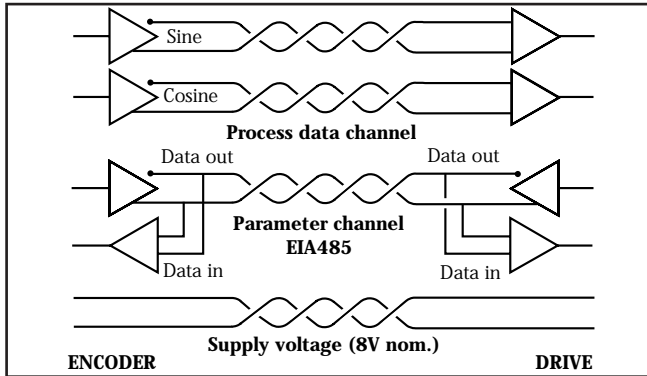 Sine
Cosine
Process data channel
Data out
Data out
Parameter channel
EIA485
Data in
Data in
Supply voltage (8V nom.)
ENCODER
DRIVE